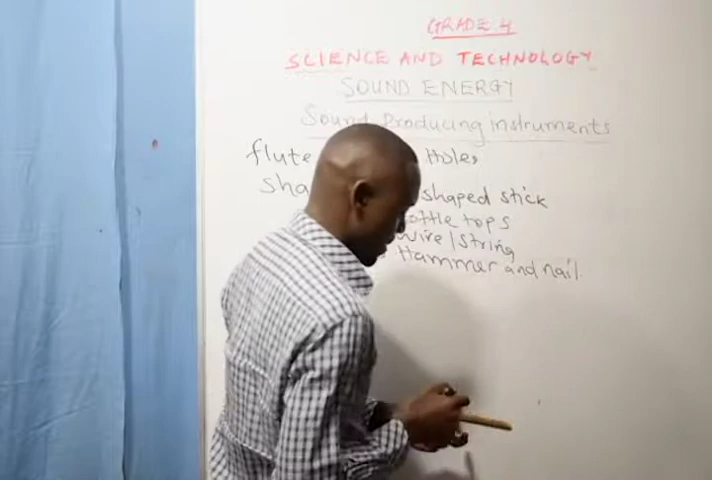 GRADE 4
SCIENCE AND TECHNOLOGY
SOUND ENERGY
Sound Producing instruments
flute Holes
shaped stick
tops
wire/string
Hammer and nail